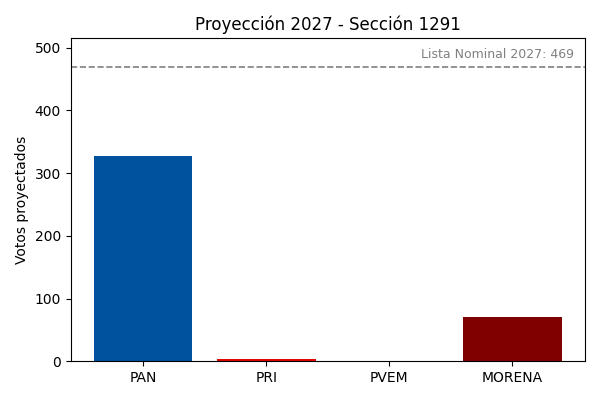 Proyección 2027 - Sección 1291
Lista Nominal 2027: 469
Votos proyectados
500
400
300
200
100
0
PAN PRI PVEM MORENA